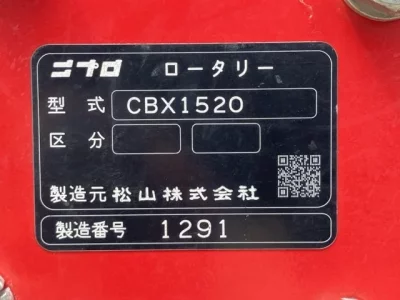 ニプロ ロータリー
型式 CBX1520
区分
製造元 松山株式会社
製造番号 1291